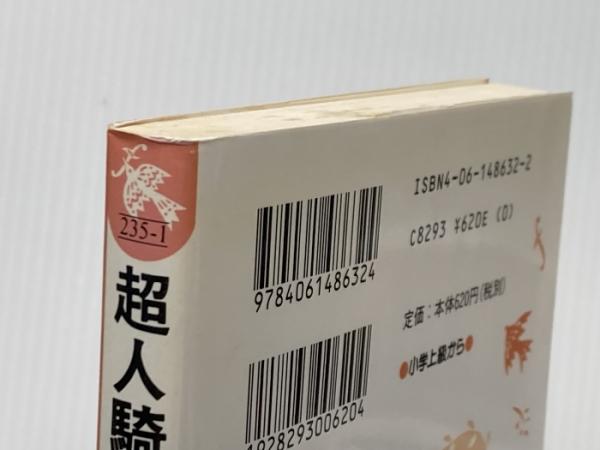 235-1
超人騎
ISBN4-06-148632-2
C8293 ¥620E (0)
9784061486324
定価：本体620円(税別)
●小学上級から●
1928293006204